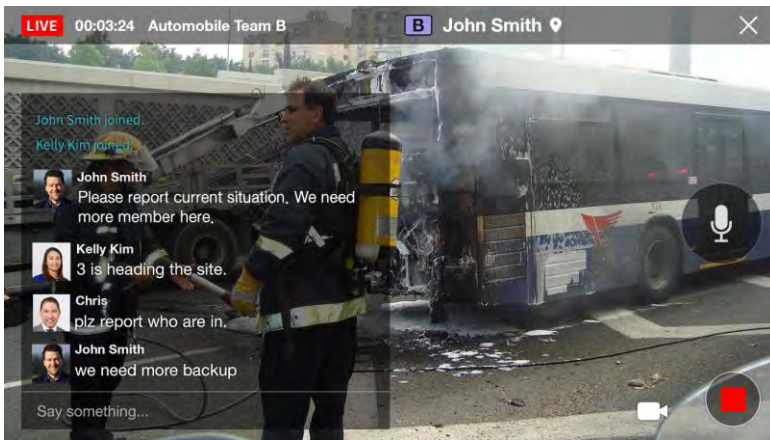 LIVE 00:03:24 Automobile Team B
B John Smith
John Smith joined.
Kelly Kim joined.
John Smith
Please report current situation, We need
more member here,
Kelly Kim
3 is heading the site.
Chris
plz report who are in,
John Smith
we need more backup
Say something...